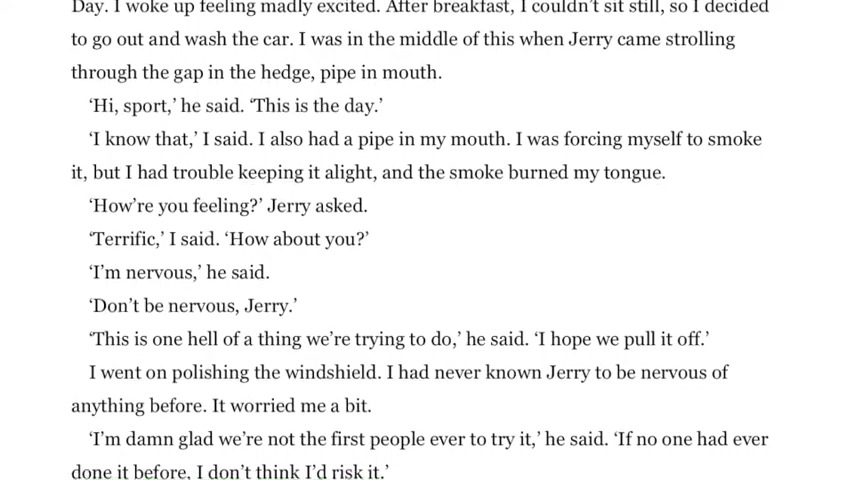 Day. I woke up feeling madly excited. After breakfast, I couldn’t sit still, so I decided
to go out and wash the car. I was in the middle of this when Jerry came strolling
through the gap in the hedge, pipe in mouth.
‘Hi, sport,’ he said. ‘This is the day.’
‘I know that,’ I said. I also had a pipe in my mouth. I was forcing myself to smoke
it, but I had trouble keeping it alight, and the smoke burned my tongue.
‘How’re you feeling?’ Jerry asked.
‘Terrific,’ I said. ‘How about you?’
‘I’m nervous,’ he said.
‘Don’t be nervous, Jerry.’
‘This is one hell of a thing we’re trying to do,’ he said. ‘I hope we pull it off.’
I went on polishing the windshield. I had never known Jerry to be nervous of
anything before. It worried me a bit.
‘I’m damn glad we’re not the first people ever to try it,’ he said. ‘If no one had ever
done it before, I don’t think I’d risk it.’